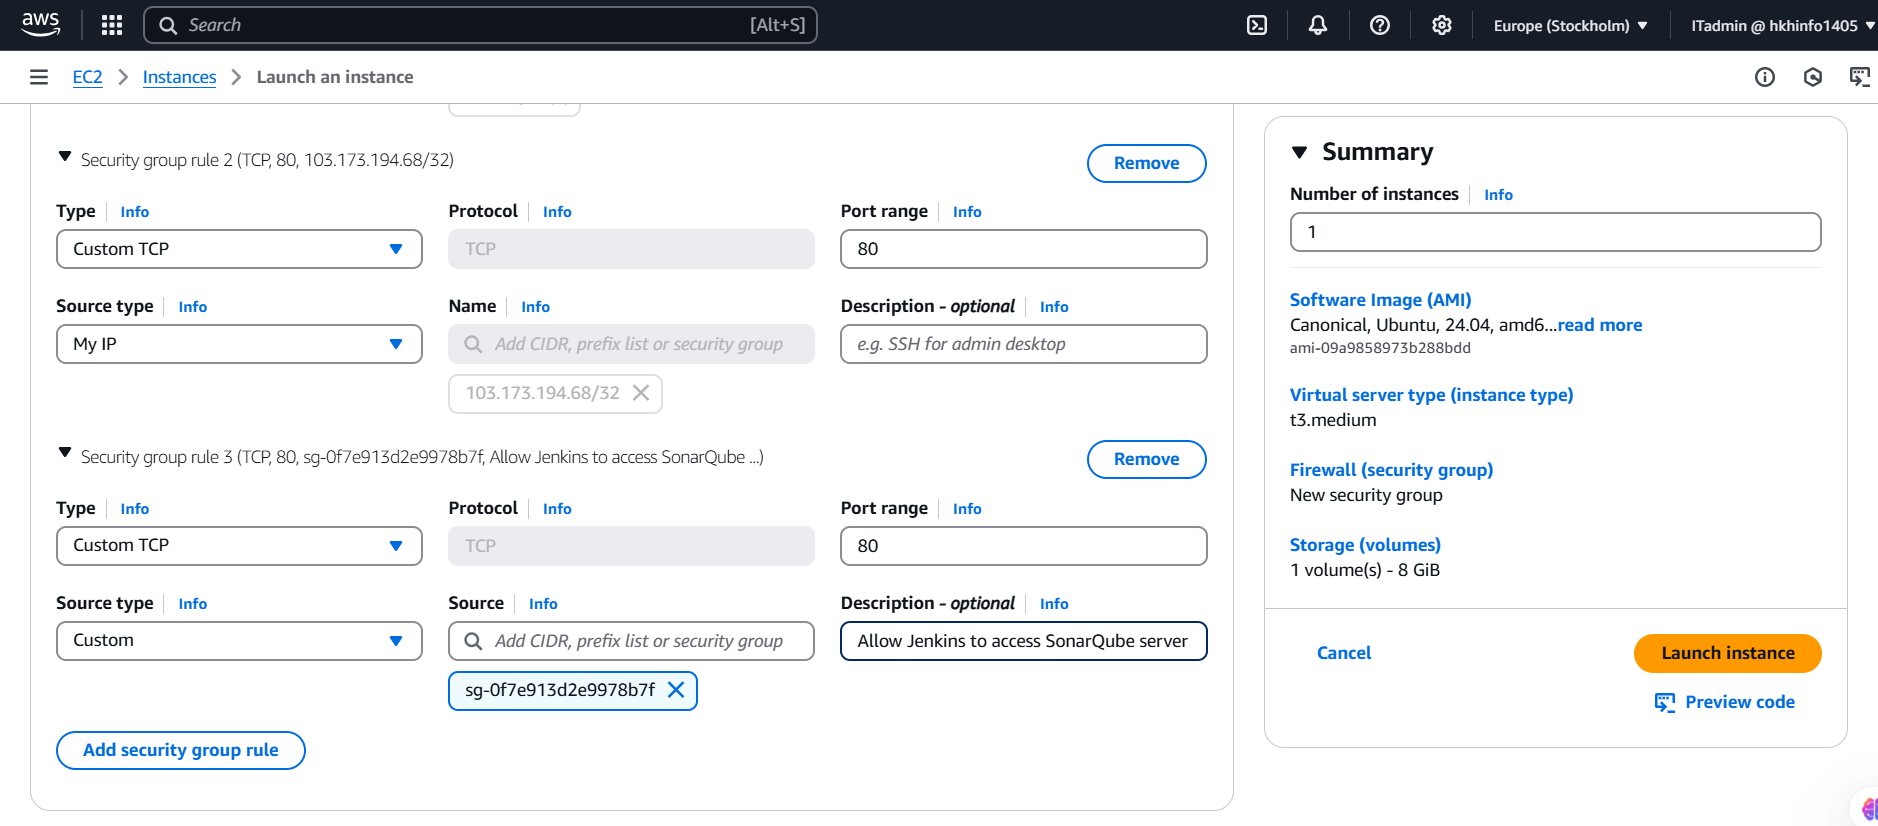 aws
Search [Alt+S]
Europe (Stockholm)
ITadmin @ hkhinfo1405
EC2 > Instances > Launch an instance
Security group rule 2 (TCP, 80, 103.173.194.68/32)
Remove
Type Info
Custom TCP
Protocol Info
TCP
Port range Info
80
Source type Info
My IP
Name Info
Add CIDR, prefix list or security group
103.173.194.68/32
Description - optional Info
e.g. SSH for admin desktop
Security group rule 3 (TCP, 80, sg-0f7e913d2e9978b7f, Allow Jenkins to access SonarQube ...)
Remove
Type Info
Custom TCP
Protocol Info
TCP
Port range Info
80
Source type Info
Custom
Source Info
Add CIDR, prefix list or security group
sg-0f7e913d2e9978b7f
Description - optional Info
Allow Jenkins to access SonarQube server
Add security group rule
Summary
Number of instances Info
1
Software Image (AMI)
Canonical, Ubuntu, 24.04, amd6...read more
ami-09a9858973b288bdd
Virtual server type (instance type)
t3.medium
Firewall (security group)
New security group
Storage (volumes)
1 volume(s) - 8 GiB
Cancel
Launch instance
Preview code